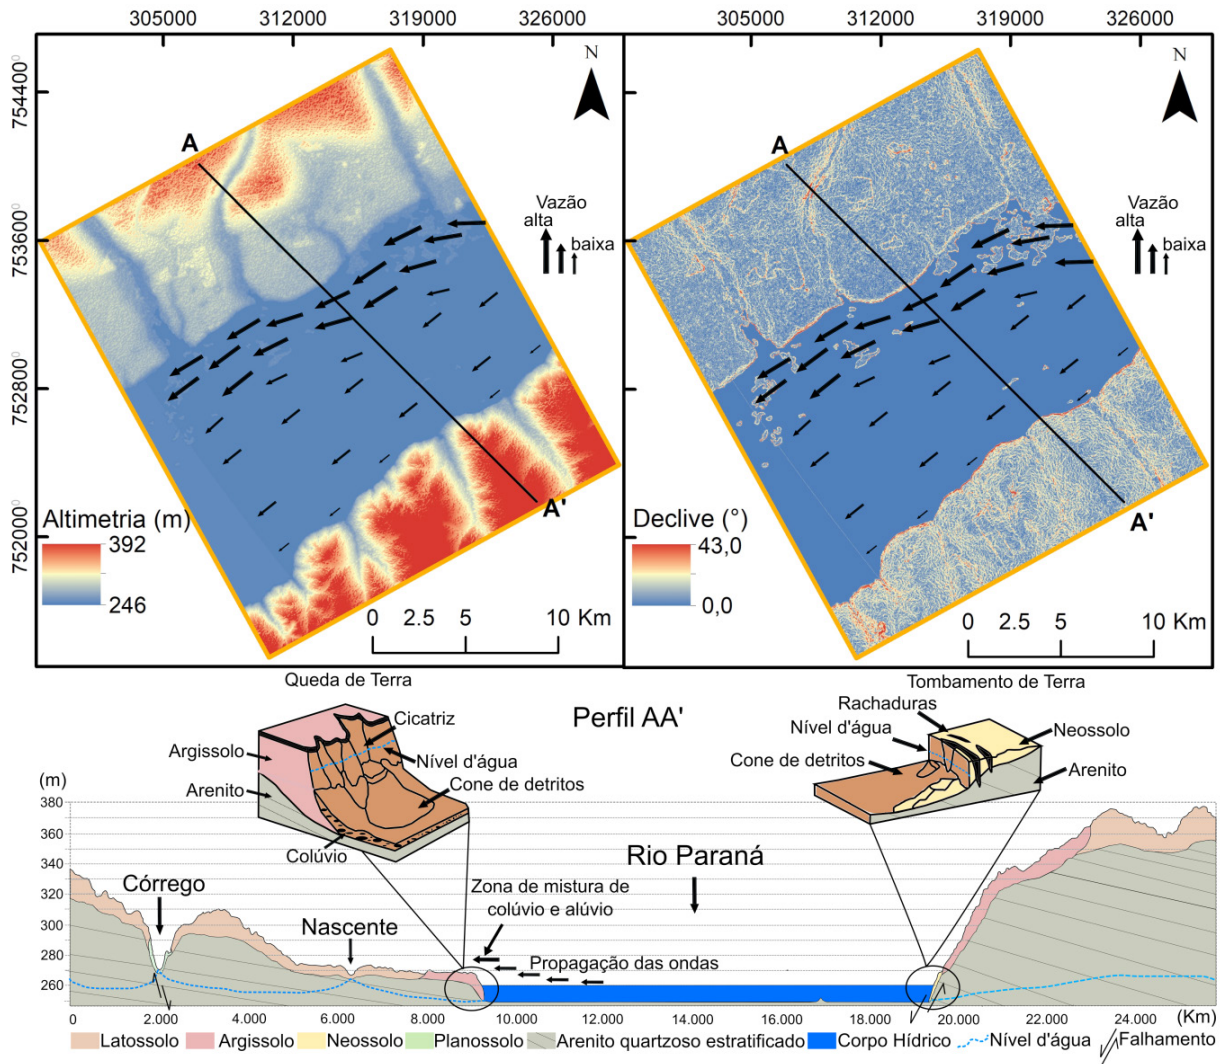 305000 312000 319000 326000
305000 312000 319000 326000
7544000
7536000
7528000
7520000
N
A
A'
Vazão
alta
baixa
Altimetria (m)
392
246
0 2.5 5 10 Km
N
A
A'
Vazão
alta
baixa
Declive (°)
43,0
0,0
0 2.5 5 10 Km
Queda de Terra
Tombamento de Terra
Perfil AA'
Cicatriz
Argissolo
Nível d'água
Arenito
Cone de detritos
Colúvio
Rachaduras
Nível d'água
Neossolo
Cone de detritos
Arenito
(m)
380
360
340
320
300
280
260
Córrego
Nascente
Zona de mistura de
colúvio e alúvio
Propagação das ondas
Rio Paraná
0 2.000 4.000 6.000 8.000 10.000 12.000 14.000 16.000 18.000 20.000 22.000 24.000 (Km)
Latossolo Argissolo Neossolo Planossolo Arenito quartzoso estratificado Corpo Hídrico Nível d'água Falhamento